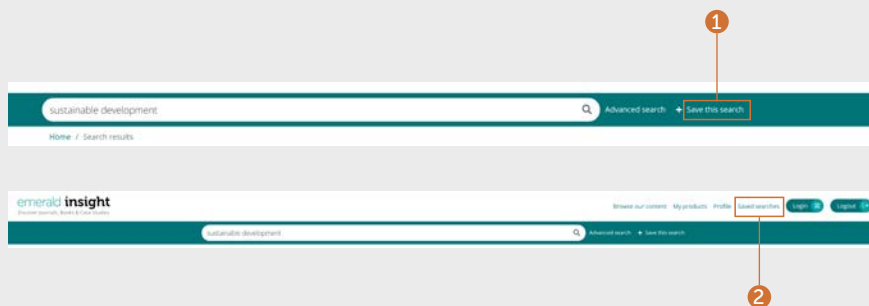 1
sustainable development Advanced search + Save this search
Home / Search results
emerald insight
Discover Journals, Books & Case Studies
Browse our content My products Profile Saved searches Login Logout
sustainable development Advanced search + Save this search
2